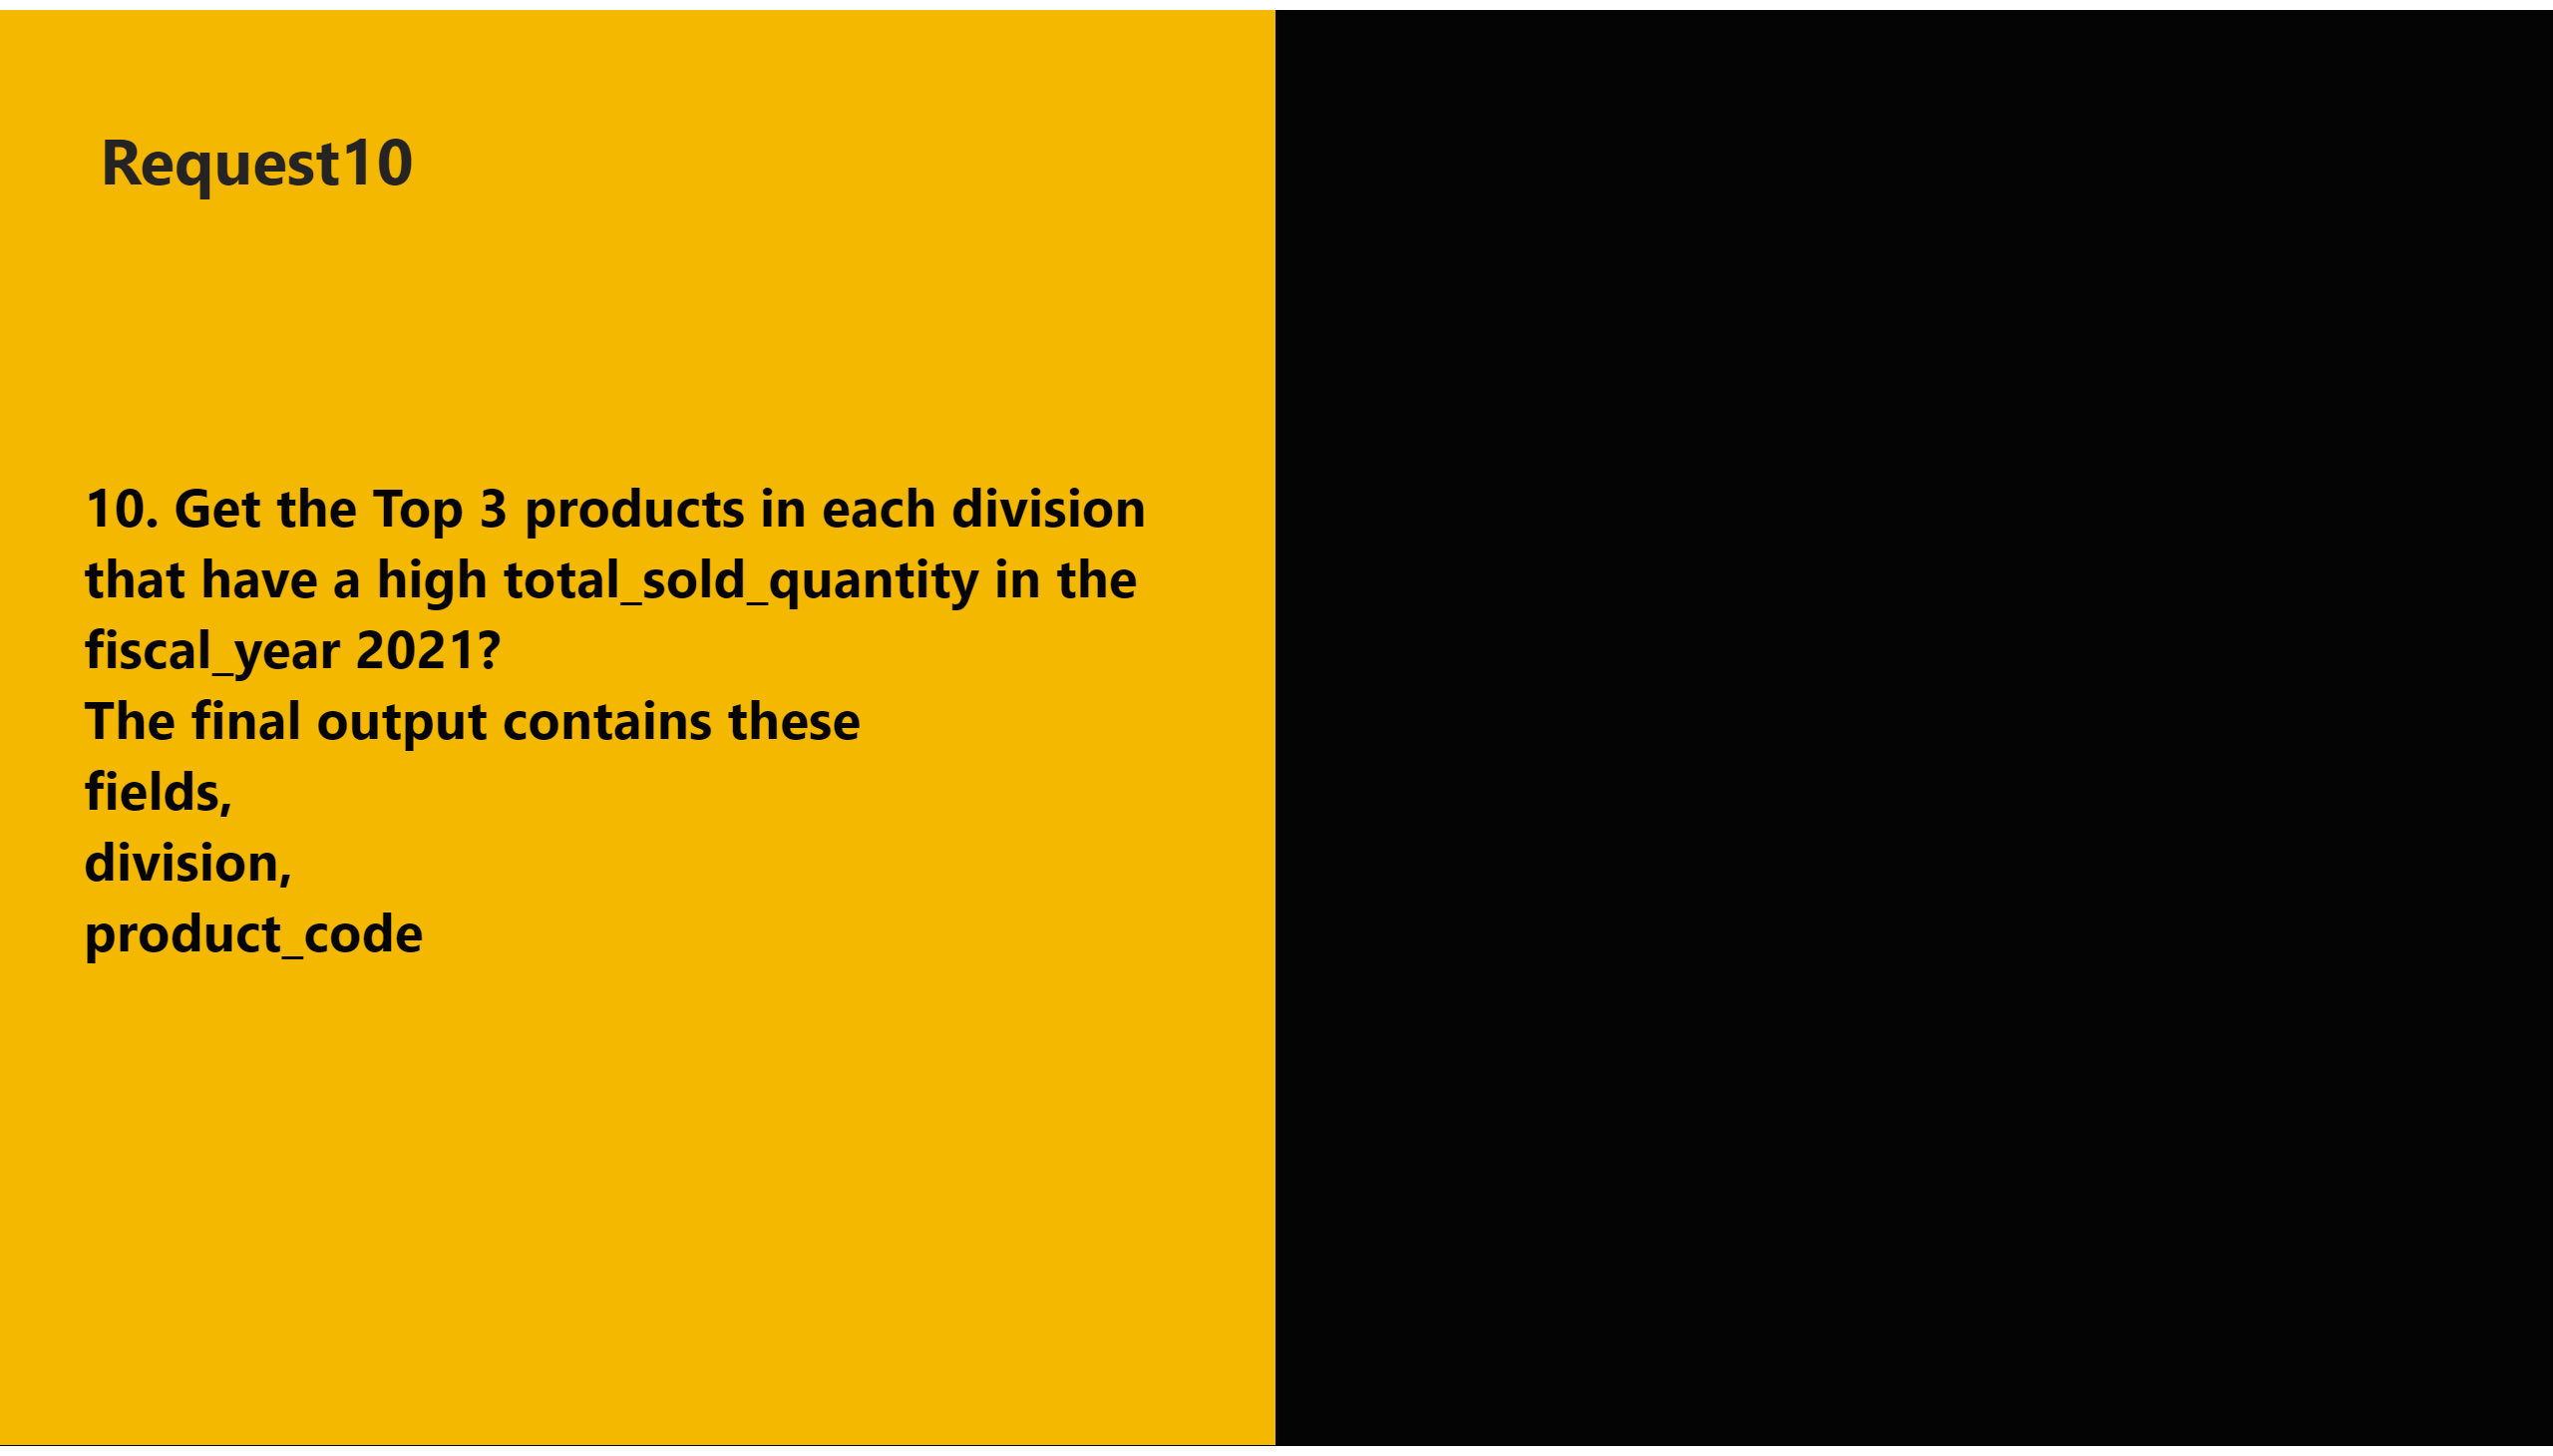 Request10
10. Get the Top 3 products in each division
that have a high total_sold_quantity in the
fiscal_year 2021?
The final output contains these
fields,
division,
product_code